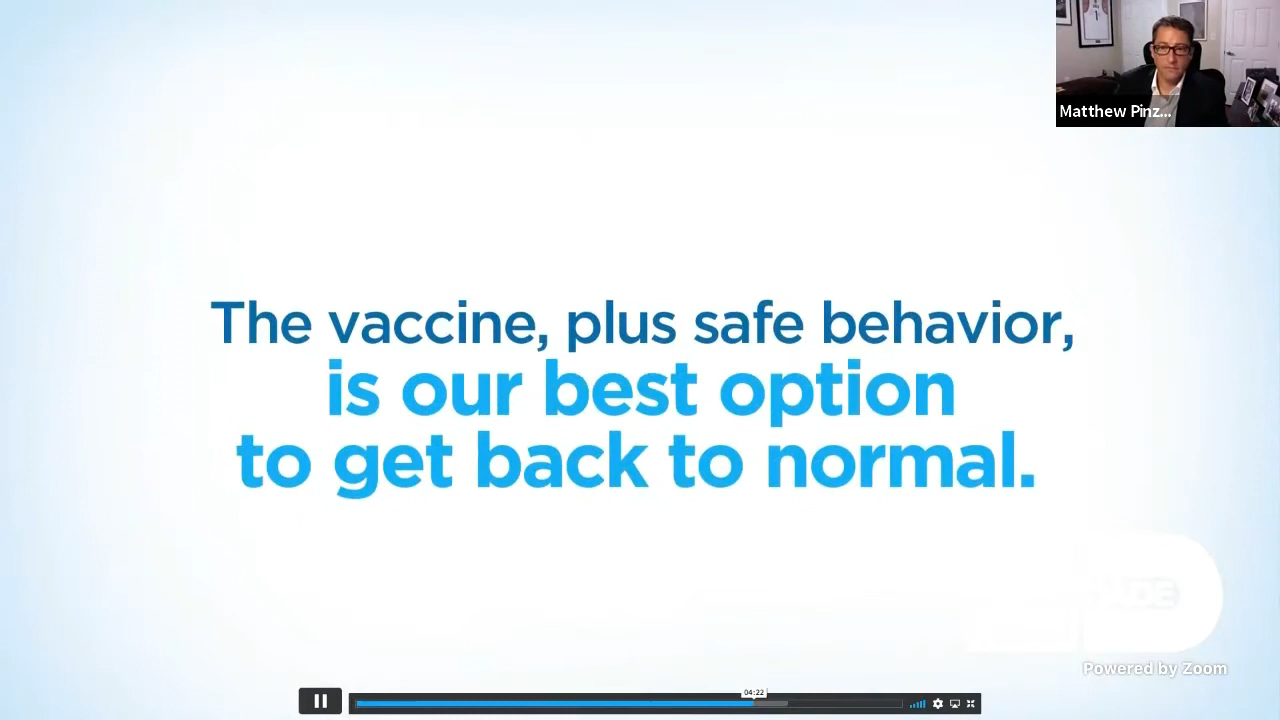 Matthew Pinz...
The vaccine, plus safe behavior,
is our best option
to get back to normal.
Powered by Zoom
04:22